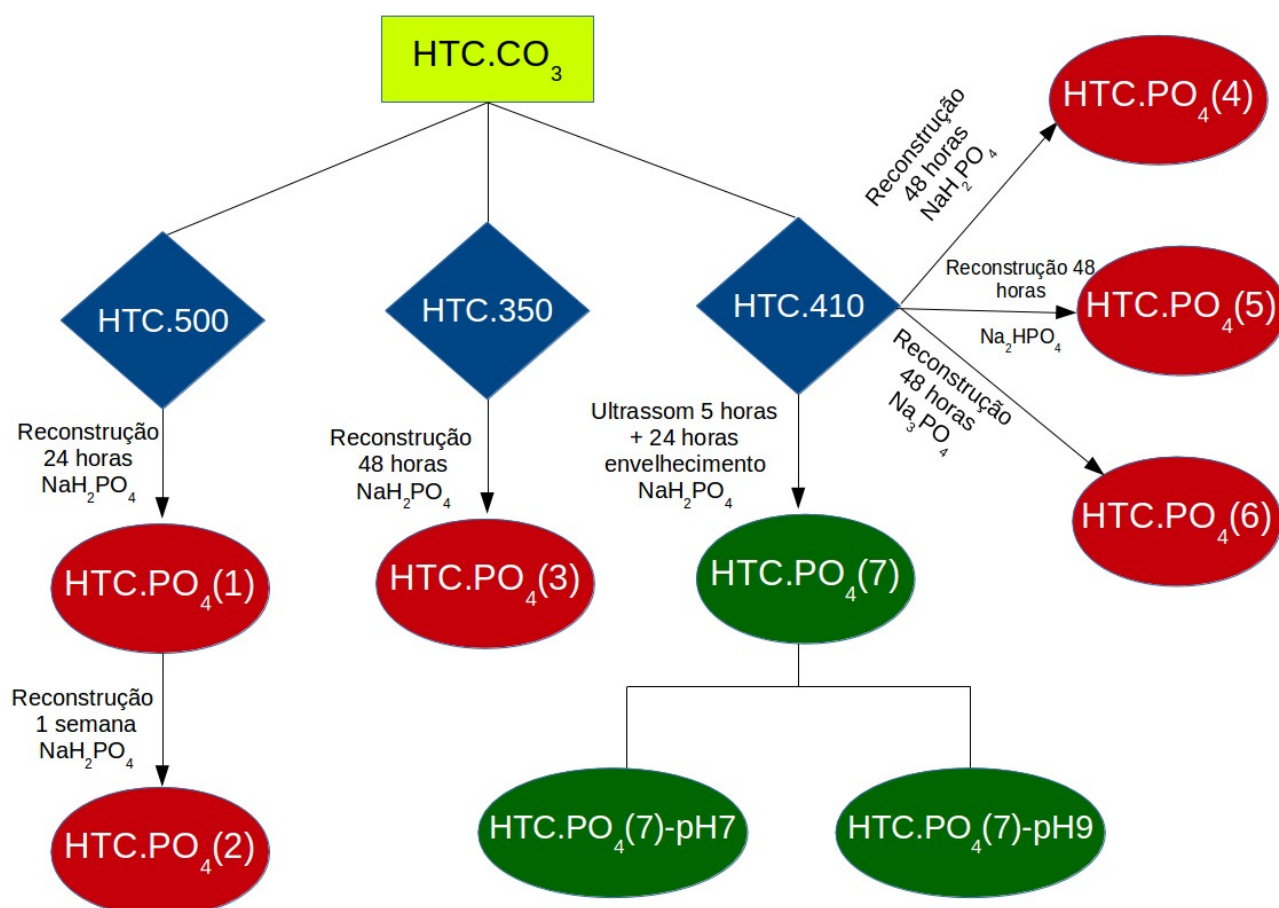 HTC.CO₃
HTC.500
HTC.350
HTC.410
Reconstrução
48 horas
NaH₂PO₄
HTC.PO₄(4)
Reconstrução 48
horas
Na₂HPO₄
HTC.PO₄(5)
Reconstrução
48 horas
Na₃PO₄
HTC.PO₄(6)
Reconstrução
24 horas
NaH₂PO₄
Reconstrução
48 horas
NaH₂PO₄
Ultrassom 5 horas
+ 24 horas
envelhecimento
NaH₂PO₄
HTC.PO₄(1)
HTC.PO₄(3)
HTC.PO₄(7)
Reconstrução
1 semana
NaH₂PO₄
HTC.PO₄(2)
HTC.PO₄(7)-pH7
HTC.PO₄(7)-pH9